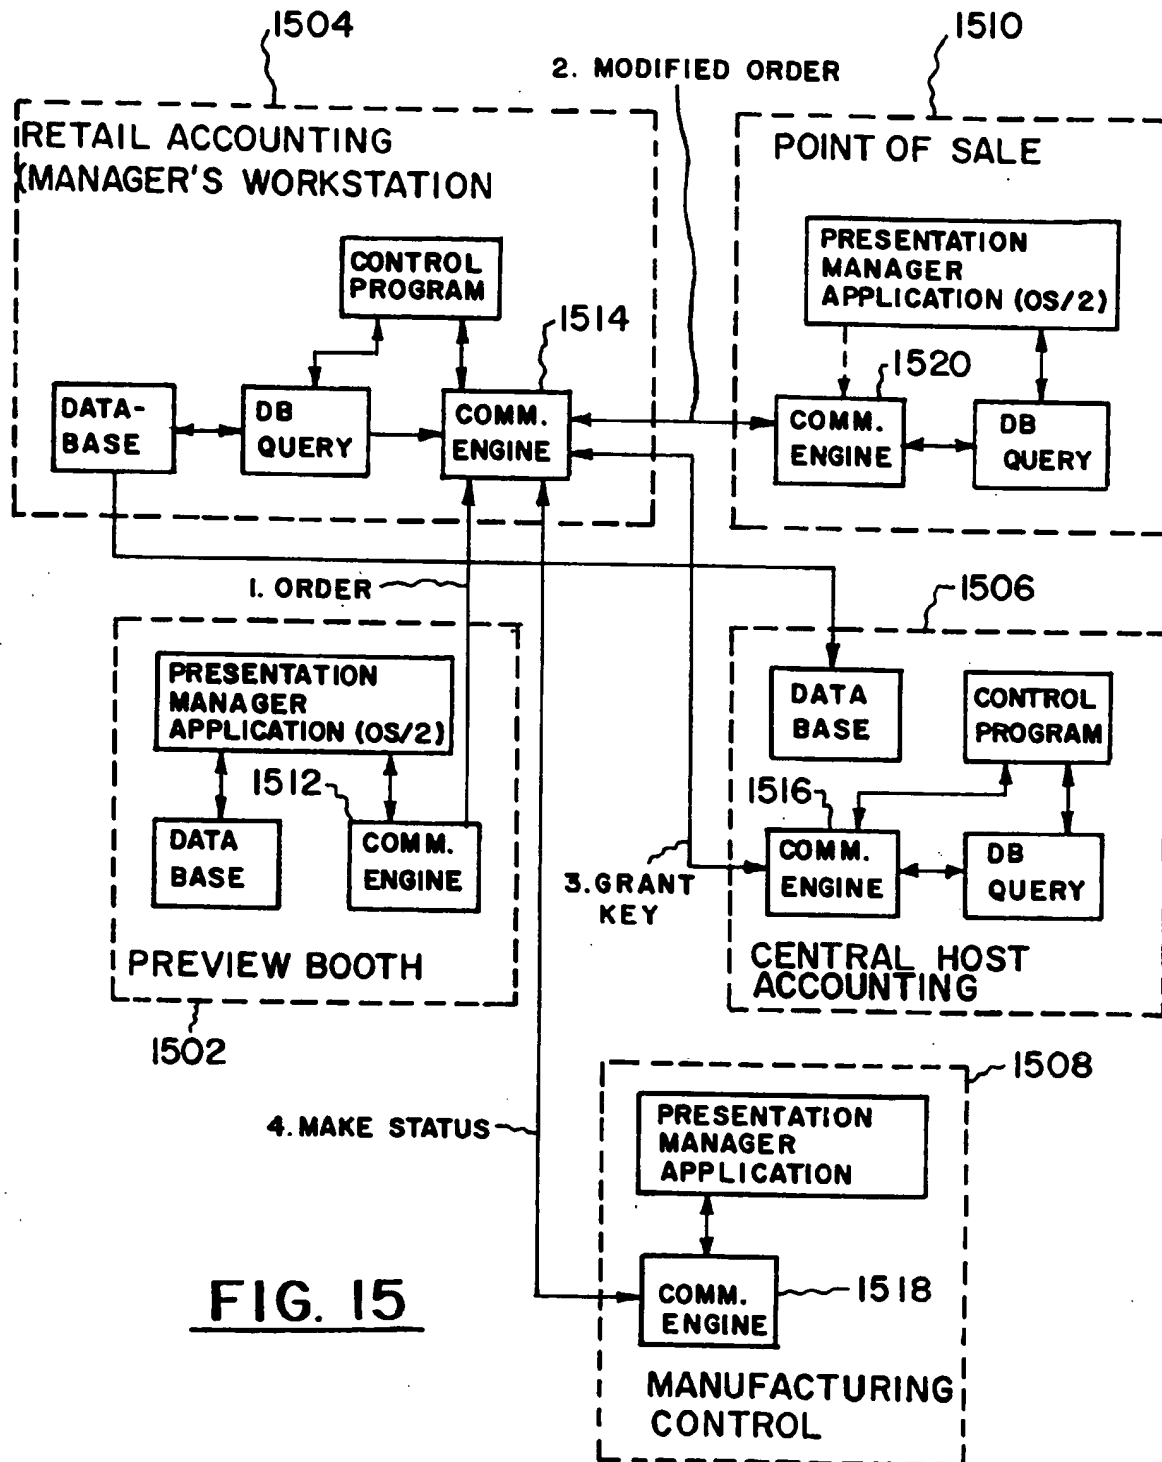 1504
1510
2. MODIFIED ORDER
RETAIL ACCOUNTING
(MANAGER'S WORKSTATION
POINT OF SALE
CONTROL
PROGRAM
1514
PRESENTATION
MANAGER
APPLICATION (OS/2)
1520
DATA-
BASE
DB
QUERY
COMM.
ENGINE
COMM.
ENGINE
DB
QUERY
1. ORDER
1506
PRESENTATION
MANAGER
APPLICATION (OS/2)
DATA
BASE
CONTROL
PROGRAM
1512
1516
DATA
BASE
COMM.
ENGINE
COMM.
ENGINE
DB
QUERY
3. GRANT
KEY
PREVIEW BOOTH
CENTRAL HOST
ACCOUNTING
1502
1508
4. MAKE STATUS
PRESENTATION
MANAGER
APPLICATION
COMM.
ENGINE
1518
FIG. 15
MANUFACTURING
CONTROL